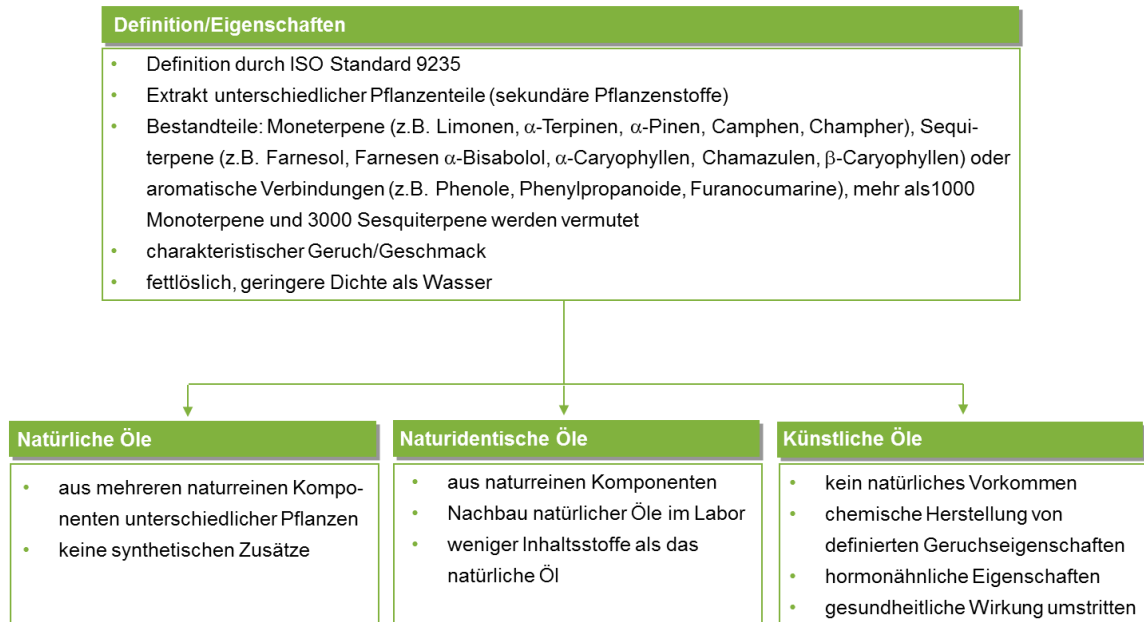 Definition/Eigenschaften
• Definition durch ISO Standard 9235
• Extrakt unterschiedlicher Pflanzenteile (sekundäre Pflanzenstoffe)
• Bestandteile: Moneterpene (z.B. Limonen, α-Terpinen, α-Pinen, Camphen, Champher), Sequi-
terpene (z.B. Farnesol, Farnesen α-Bisabolol, α-Caryophyllen, Chamazulen, β-Caryophyllen) oder
aromatische Verbindungen (z.B. Phenole, Phenylpropanoide, Furanocumarine), mehr als1000
Monoterpene und 3000 Sesquiterpene werden vermutet
• charakteristischer Geruch/Geschmack
• fettlöslich, geringere Dichte als Wasser
Natürliche Öle
• aus mehreren naturreinen Kompo-
nenten unterschiedlicher Pflanzen
• keine synthetischen Zusätze
Naturidentische Öle
• aus naturreinen Komponenten
• Nachbau natürlicher Öle im Labor
• weniger Inhaltsstoffe als das
natürliche Öl
Künstliche Öle
• kein natürliches Vorkommen
• chemische Herstellung von
definierten Geruchseigenschaften
• hormonähnliche Eigenschaften
• gesundheitliche Wirkung umstritten